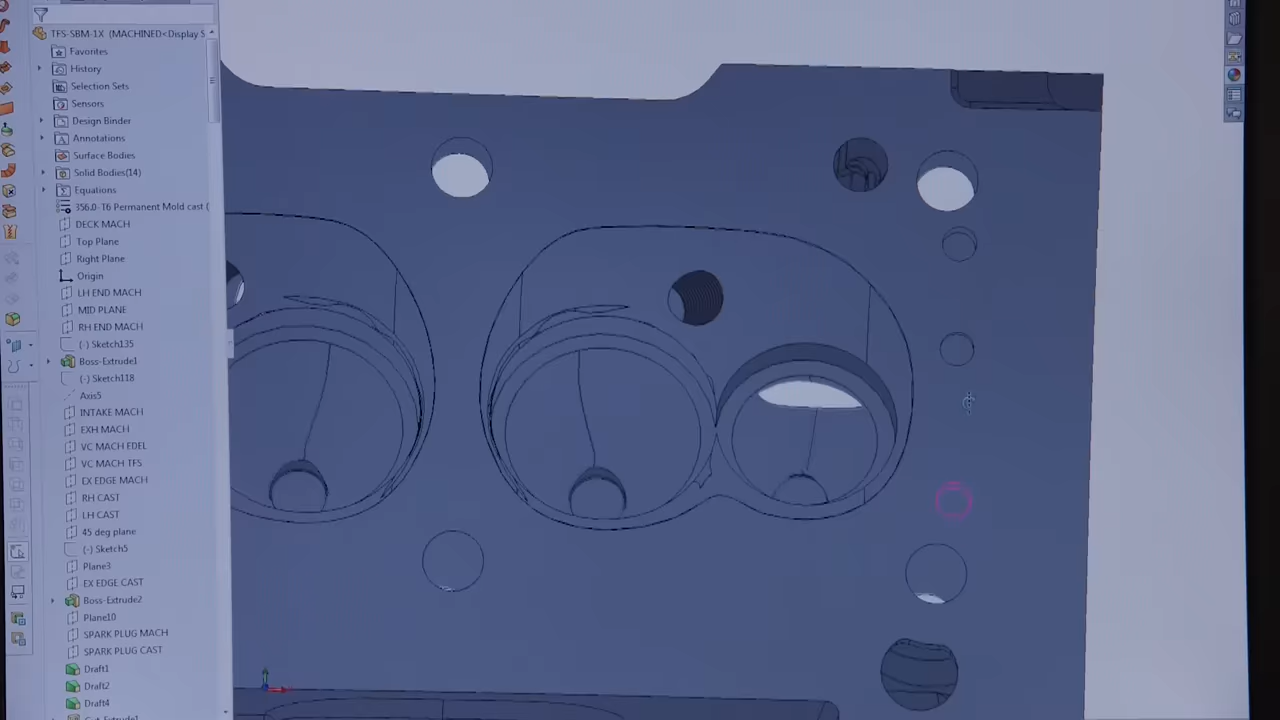 TFS-SBM-1X (MACHINED<Display S
Favorites
History
Selection Sets
Sensors
Design Binder
Annotations
Surface Bodies
Solid Bodies(14)
Equations
356.0-T6 Permanent Mold cast (
DECK MACH
Top Plane
Right Plane
Origin
LH END MACH
MID PLANE
RH END MACH
(-) Sketch135
Boss-Extrude1
(-) Sketch118
Axis5
INTAKE MACH
EXH MACH
VC MACH EDEL
VC MACH TFS
EX EDGE MACH
RH CAST
LH CAST
45 deg plane
(-) Sketch5
Plane3
EX EDGE CAST
Boss-Extrude2
Plane10
SPARK PLUG MACH
SPARK PLUG CAST
Draft1
Draft2
Draft4
Cut-Extrude1